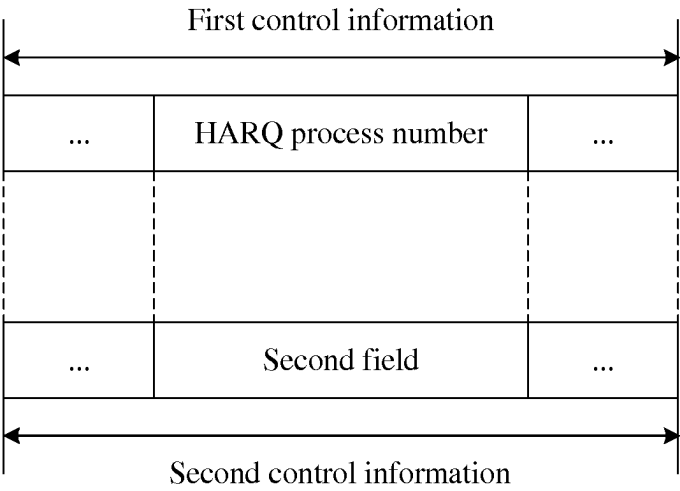 First control information
... HARQ process number ...
... Second field ...
Second control information